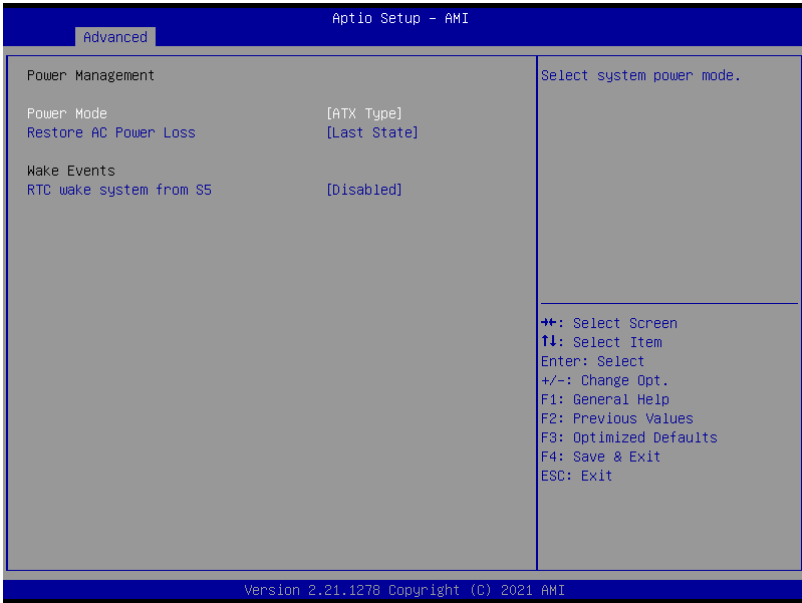 Aptio Setup – AMI
Advanced
Power Management
Power Mode [ATX Type]
Restore AC Power Loss [Last State]
Wake Events
RTC wake system from S5 [Disabled]
Select system power mode.
→←: Select Screen
↑↓: Select Item
Enter: Select
+/-: Change Opt.
F1: General Help
F2: Previous Values
F3: Optimized Defaults
F4: Save & Exit
ESC: Exit
Version 2.21.1278 Copyright (C) 2021 AMI